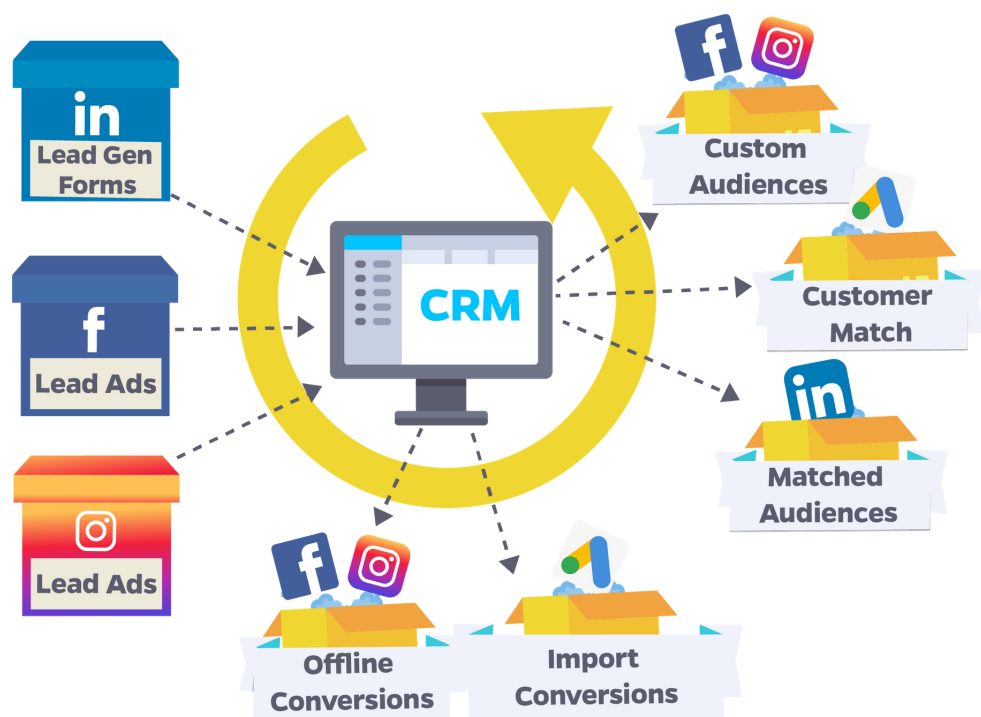 in
Lead Gen
Forms
f
Lead Ads
Lead Ads
CRM
f
Custom
Audiences
Customer
Match
in
Matched
Audiences
f
Offline
Conversions
Import
Conversions